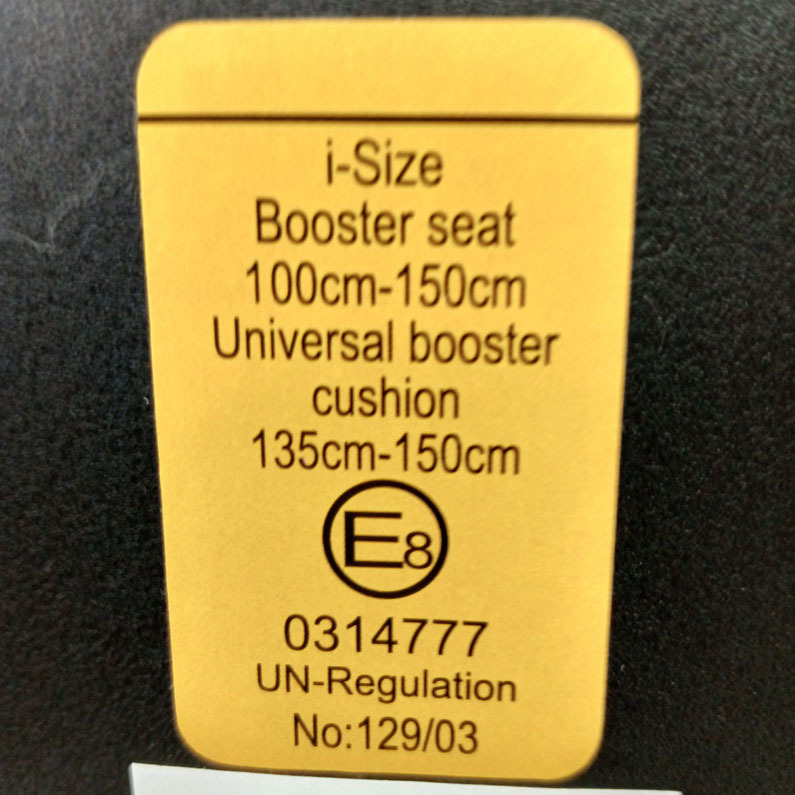 i-Size
Booster seat
100cm-150cm
Universal booster
cushion
135cm-150cm
E8
0314777
UN-Regulation
No:129/03